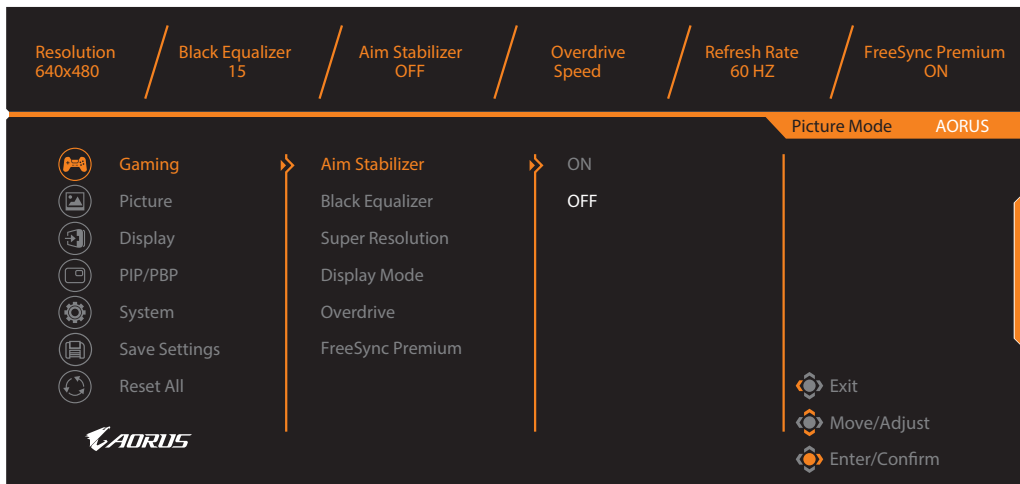 Resolution
640x480
Black Equalizer
15
Aim Stabilizer
OFF
Overdrive
Speed
Refresh Rate
60 HZ
FreeSync Premium
ON
Picture Mode AORUS
Gaming
Picture
Display
PIP/PBP
System
Save Settings
Reset All
Aim Stabilizer
Black Equalizer
Super Resolution
Display Mode
Overdrive
FreeSync Premium
ON
OFF
Exit
Move/Adjust
Enter/Confirm
AORUS